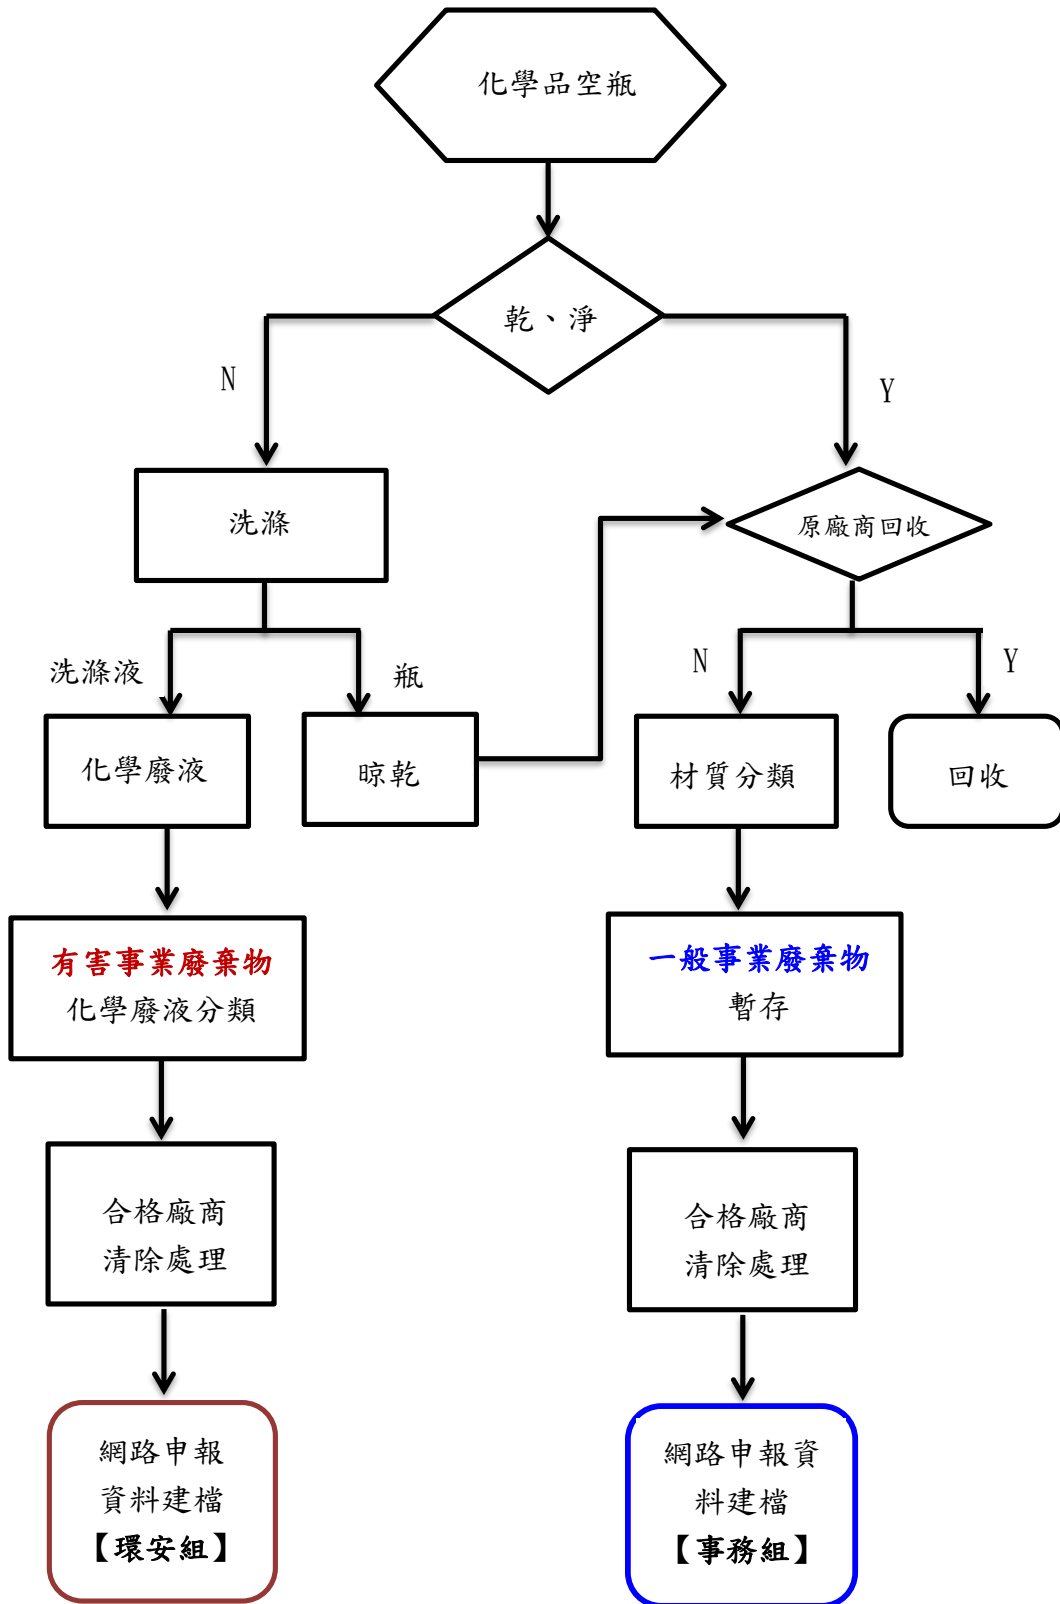 化學品空瓶
乾、淨
N
Y
洗滌
原廠商回收
洗滌液
瓶
N
Y
化學廢液
晾乾
材質分類
回收
有害事業廢棄物
化學廢液分類
一般事業廢棄物
暫存
合格廠商
清除處理
合格廠商
清除處理
網路申報
資料建檔
【環安組】
網路申報資
料建檔
【事務組】